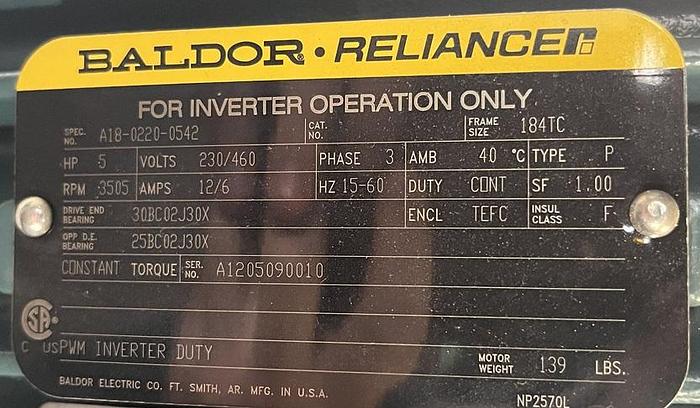 BALDOR · RELIANCE
FOR INVERTER OPERATION ONLY
SPEC. NO. A18-0220-0542 CAT. NO. FRAME SIZE 184TC
HP 5 VOLTS 230/460 PHASE 3 AMB 40 °C TYPE P
RPM 3505 AMPS 12/6 HZ 15-60 DUTY CONT SF 1.00
DRIVE END BEARING 30BC02J30X ENCL TEFC INSUL CLASS F
OPP D.E. BEARING 25BC02J30X
CONSTANT TORQUE SER. NO. A1205090010
SA
C US PWM INVERTER DUTY MOTOR WEIGHT 139 LBS.
BALDOR ELECTRIC CO. FT. SMITH, AR. MFG. IN U.S.A. NP2570L